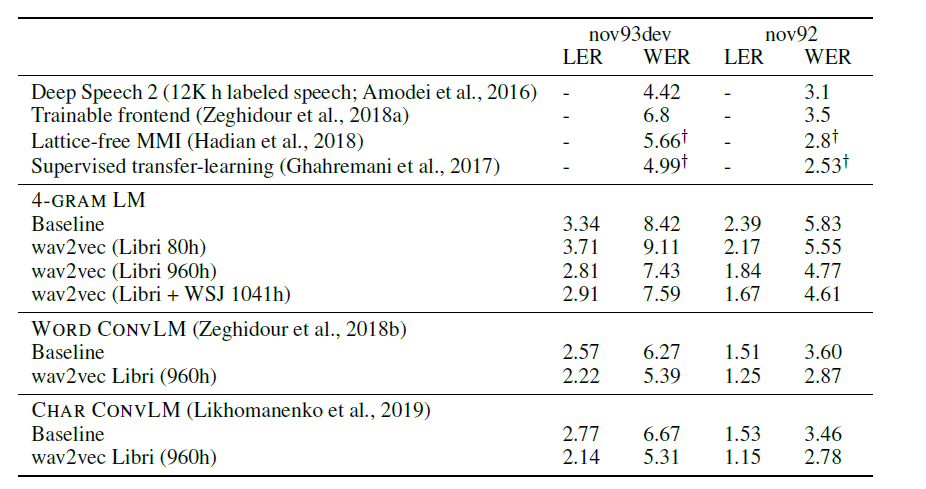 nov93dev nov92
LER WER LER WER
Deep Speech 2 (12K h labeled speech; Amodei et al., 2016) - 4.42 - 3.1
Trainable frontend (Zeghidour et al., 2018a) - 6.8 - 3.5
Lattice-free MMI (Hadian et al., 2018) - 5.66† - 2.8†
Supervised transfer-learning (Ghahremani et al., 2017) - 4.99† - 2.53†
4-GRAM LM
Baseline 3.34 8.42 2.39 5.83
wav2vec (Libri 80h) 3.71 9.11 2.17 5.55
wav2vec (Libri 960h) 2.81 7.43 1.84 4.77
wav2vec (Libri + WSJ 1041h) 2.91 7.59 1.67 4.61
WORD CONVLM (Zeghidour et al., 2018b)
Baseline 2.57 6.27 1.51 3.60
wav2vec Libri (960h) 2.22 5.39 1.25 2.87
CHAR CONVLM (Likhomanenko et al., 2019)
Baseline 2.77 6.67 1.53 3.46
wav2vec Libri (960h) 2.14 5.31 1.15 2.78